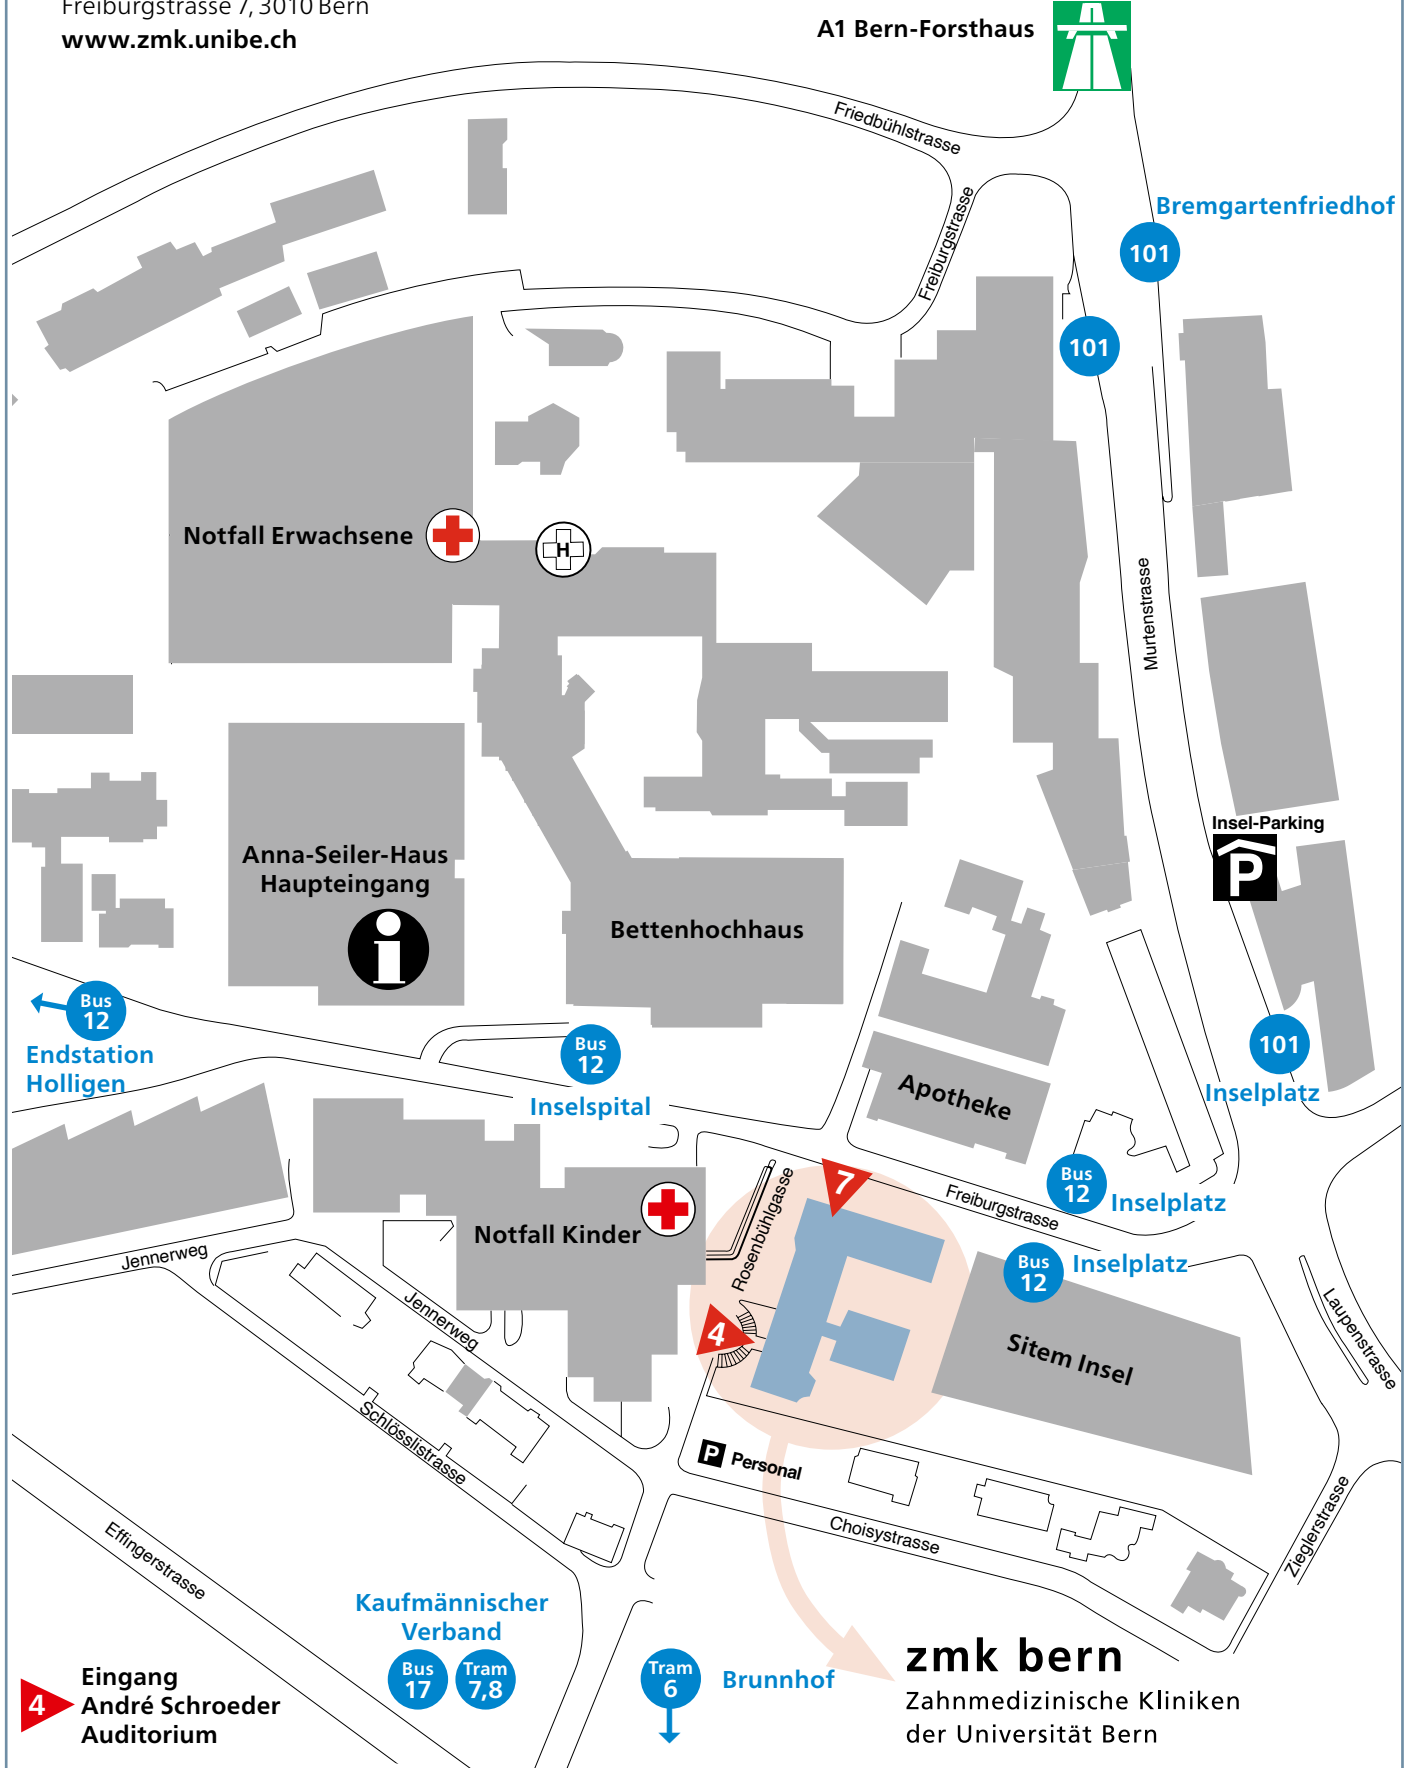 Freiburgstrasse 7, 3010 Bern
www.zmk.unibe.ch
A1 Bern-Forsthaus
Friedbühlstrasse
Freiburgstrasse
Bremgartenfriedhof
101
101
Notfall Erwachsene
H
Murtenstrasse
Insel-Parking
P
Anna-Seiler-Haus
Haupteingang
i
Bettenhochhaus
Bus
12
Endstation
Holligen
Bus
12
Inselspital
Apotheke
101
Inselplatz
7
Rosenbühlgasse
Freiburgstrasse
Bus
12
Inselplatz
Notfall Kinder
Jennerweg
Jennerweg
Bus
12
Inselplatz
4
Sitem Insel
Laupenstrasse
Schlösslistrasse
P Personal
Choisystrasse
Zieglerstrasse
Effingerstrasse
Kaufmännischer
Verband
Bus
17
Tram
7,8
Tram
6
Brunnhof
4
Eingang
André Schroeder
Auditorium
zmk bern
Zahnmedizinische Kliniken
der Universität Bern